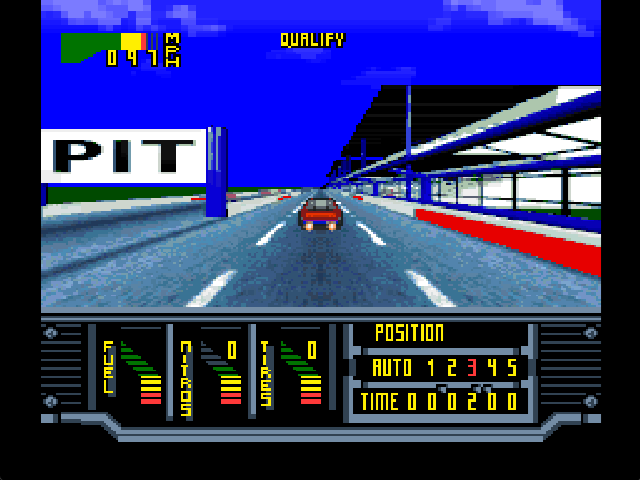 QUALIFY
047 MPH
PIT
FUEL
NITROS 0
TIRES 0
POSITION
AUTO 1 2 3 4 5
TIME 0 0'0 2"0 0